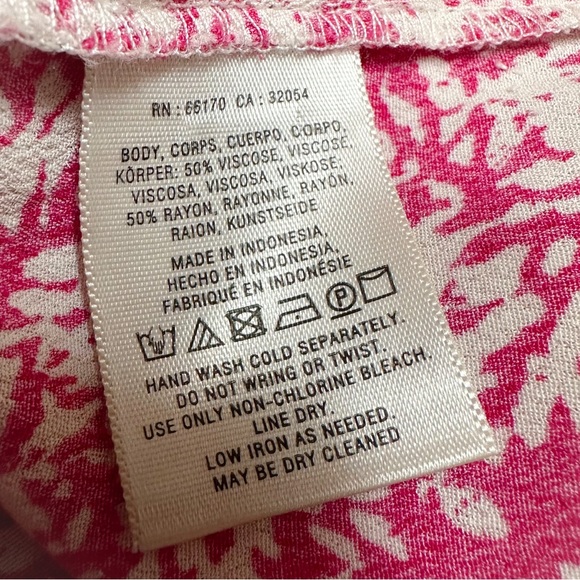 RN : 66170 CA : 32054
BODY, CORPS, CUERPO, CORPO,
KÖRPER: 50% VISCOSE, VISCOSE,
VISCOSA, VISCOSA, VISKOSE;
50% RAYON, RAYONNE, RAYÓN,
RAION, KUNSTSEIDE
MADE IN INDONESIA,
HECHO EN INDONESIA,
FABRIQUÉ EN INDONÉSIE
P
HAND WASH COLD SEPARATELY.
DO NOT WRING OR TWIST.
USE ONLY NON-CHLORINE BLEACH.
LINE DRY.
LOW IRON AS NEEDED.
MAY BE DRY CLEANED